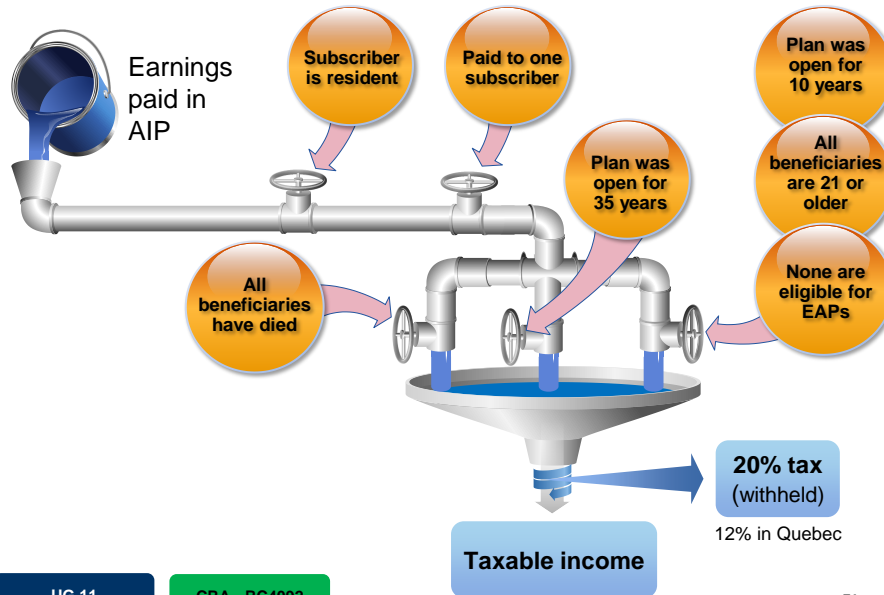 Earnings
paid in
AIP
Subscriber
is resident
Paid to one
subscriber
Plan was
open for
10 years
All
beneficiaries
are 21 or
older
None are
eligible for
EAPs
Plan was
open for
35 years
All
beneficiaries
have died
20% tax
(withheld)
12% in Quebec
Taxable income